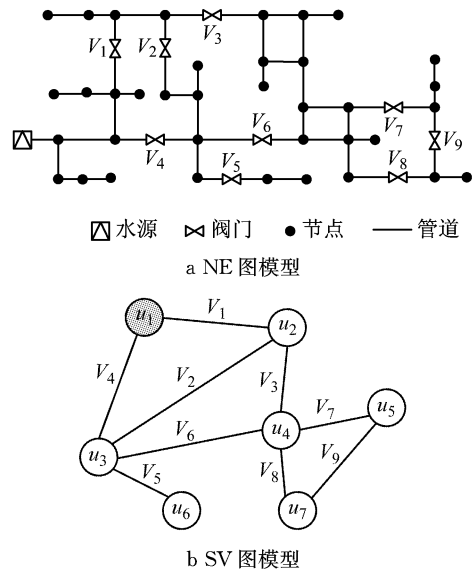 V₃
V₁ V₂
V₆ V₇
V₄ V₅ V₈ V₉
水源 阀门 节点 管道
a NE 图模型
u₁ V₁ u₂
V₄ V₂ V₃
V₆ u₄ V₇ u₅
u₃ V₅ V₈ V₉
u₆ u₇
b SV 图模型